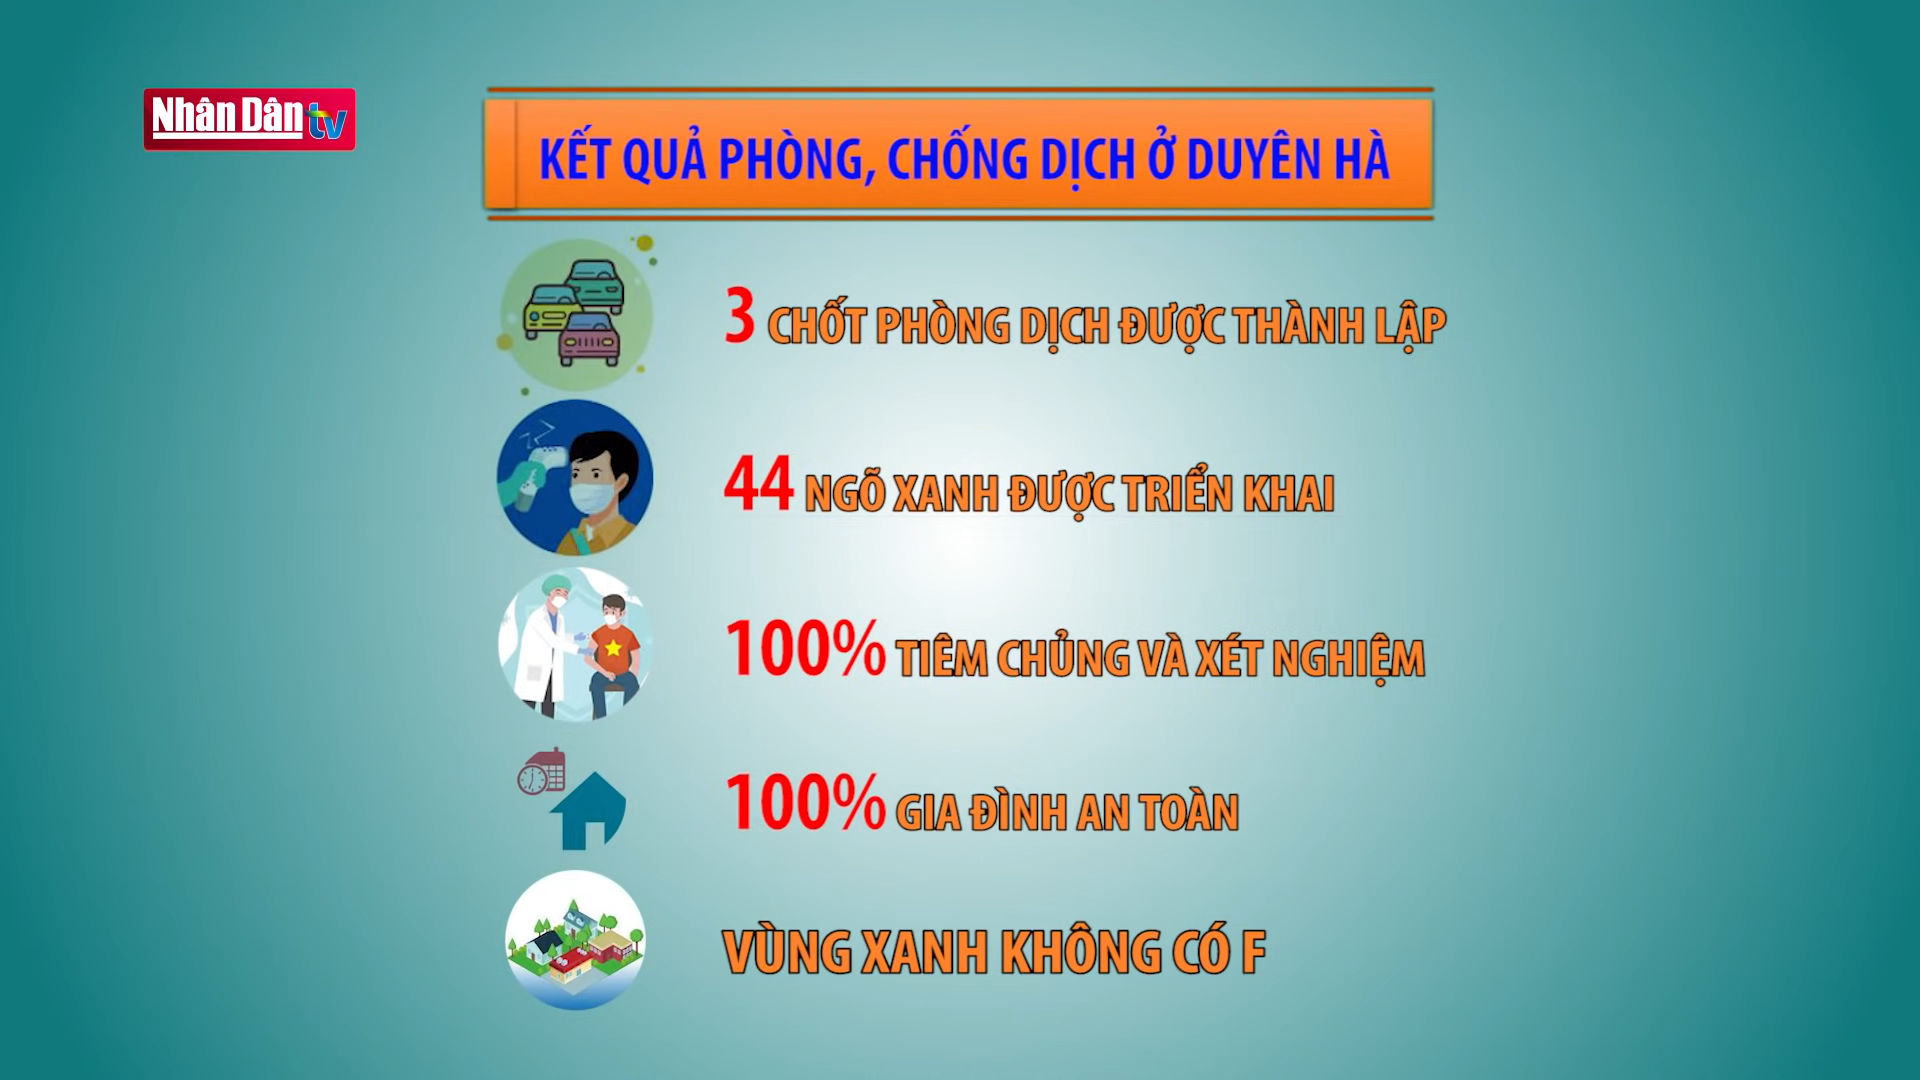 Nhân Dân tv
KẾT QUẢ PHÒNG, CHỐNG DỊCH Ở DUYÊN HÀ
3 CHỐT PHÒNG DỊCH ĐƯỢC THÀNH LẬP
44 NGÕ XANH ĐƯỢC TRIỂN KHAI
100% TIÊM CHỦNG VÀ XÉT NGHIỆM
100% GIA ĐÌNH AN TOÀN
VÙNG XANH KHÔNG CÓ F